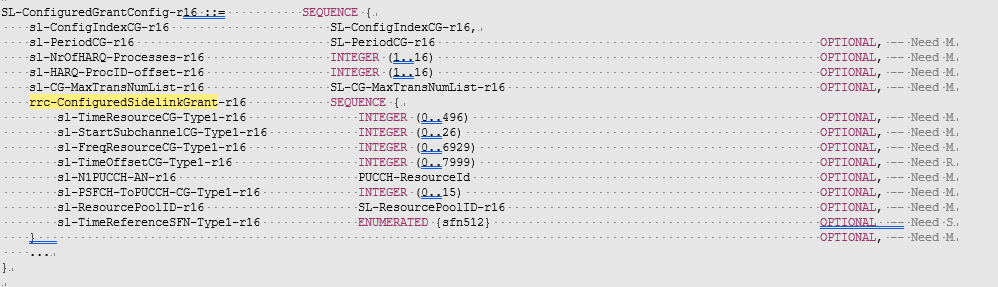 SL-ConfiguredGrantConfig-r16 ::= SEQUENCE {
sl-ConfigIndexCG-r16 SL-ConfigIndexCG-r16,
sl-PeriodCG-r16 SL-PeriodCG-r16 OPTIONAL, -- Need M
sl-NrOfHARQ-Processes-r16 INTEGER (1..16) OPTIONAL, -- Need M
sl-HARQ-ProcID-offset-r16 INTEGER (1..16) OPTIONAL, -- Need M
sl-CG-MaxTransNumList-r16 SL-CG-MaxTransNumList-r16 OPTIONAL, -- Need M
rrc-ConfiguredSidelinkGrant-r16 SEQUENCE {
sl-TimeResourceCG-Type1-r16 INTEGER (0..496) OPTIONAL, -- Need M
sl-StartSubchannelCG-Type1-r16 INTEGER (0..26) OPTIONAL, -- Need M
sl-FreqResourceCG-Type1-r16 INTEGER (0..6929) OPTIONAL, -- Need M
sl-TimeOffsetCG-Type1-r16 INTEGER (0..7999) OPTIONAL, -- Need R
sl-N1PUCCH-AN-r16 PUCCH-ResourceId OPTIONAL, -- Need M
sl-PSFCH-ToPUCCH-CG-Type1-r16 INTEGER (0..15) OPTIONAL, -- Need M
sl-ResourcePoolID-r16 SL-ResourcePoolID-r16 OPTIONAL, -- Need M
sl-TimeReferenceSFN-Type1-r16 ENUMERATED {sfn512} OPTIONAL -- Need S
} OPTIONAL, -- Need M
...
}